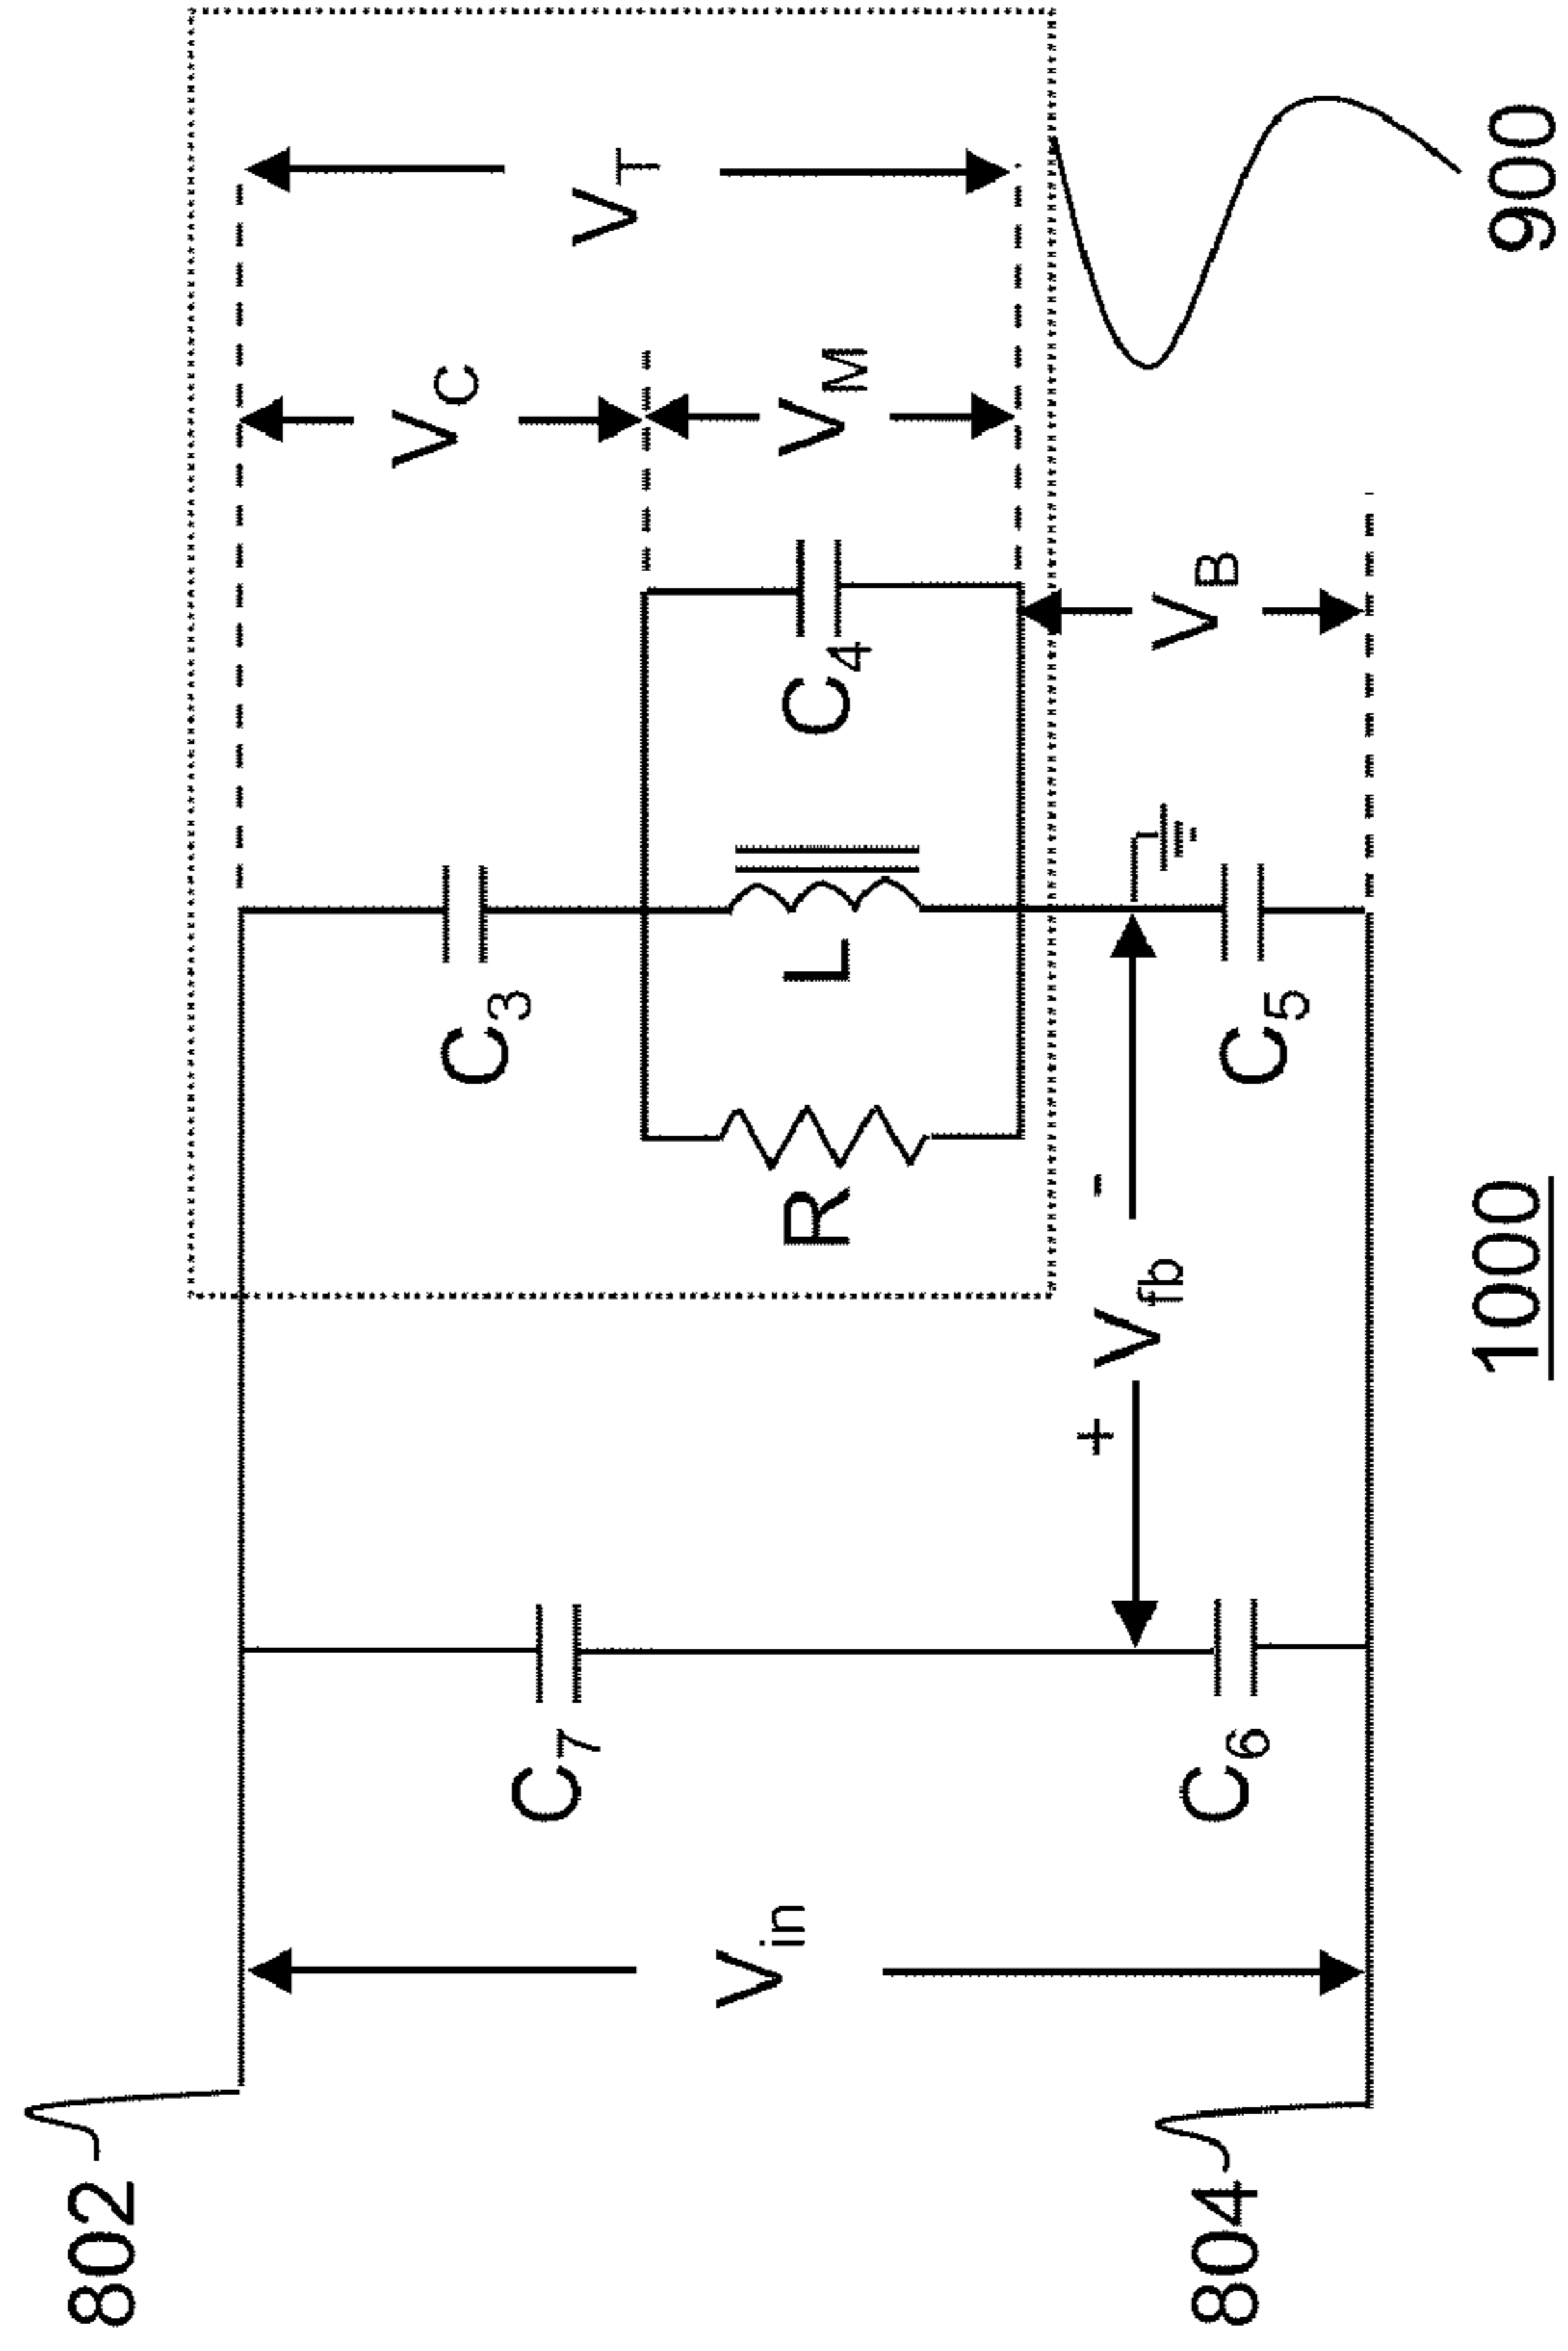 802
804
V_in
C_7
C_6
+ V_fb -
R
L
C_3
C_4
C_5
V_C
V_M
V_T
V_B
900
1000